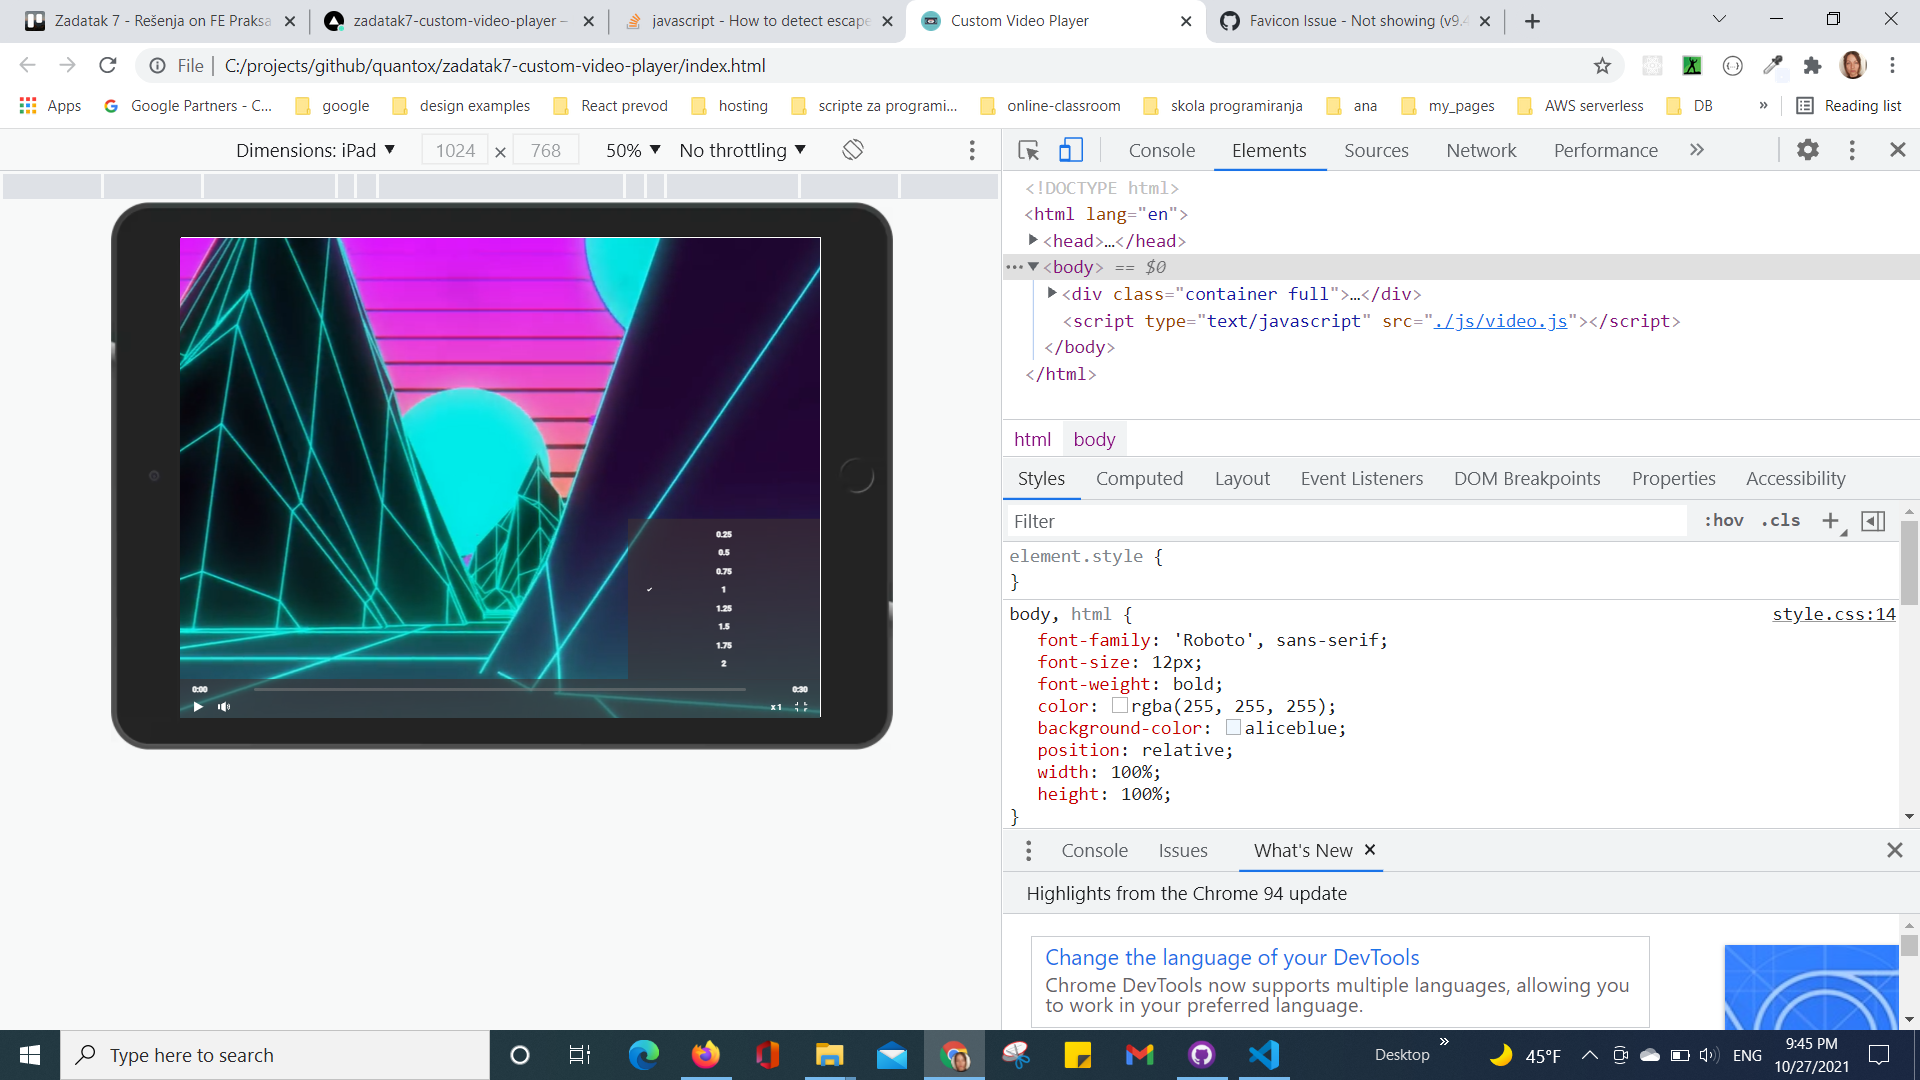 Zadatak 7 - Rešenja on FE Praksa
zadatak7-custom-video-player –
javascript - How to detect escape
Custom Video Player
Favicon Issue - Not showing (v9.4
File
C:/projects/github/quantox/zadatak7-custom-video-player/index.html
Apps
Google Partners - C...
google
design examples
React prevod
hosting
scripte za programi...
online-classroom
skola programiranja
ana
my_pages
AWS serverless
DB
»
Reading list
Dimensions: iPad
1024 × 768
50%
No throttling
Console
Elements
Sources
Network
Performance
»
<!DOCTYPE html>
<html lang="en">
<head>…</head>
<body> == $0
<div class="container full">…</div>
<script type="text/javascript" src="./js/video.js"></script>
</body>
</html>
html
body
Styles
Computed
Layout
Event Listeners
DOM Breakpoints
Properties
Accessibility
Filter
:hov
.cls
element.style {
}
body, html {
style.css:14
font-family: 'Roboto', sans-serif;
font-size: 12px;
font-weight: bold;
color: rgba(255, 255, 255);
background-color: aliceblue;
position: relative;
width: 100%;
height: 100%;
}
0.25
0.5
0.75
1
1.25
1.5
1.75
2
0:00
0:30
x1
Console
Issues
What's New
Highlights from the Chrome 94 update
Change the language of your DevTools
Chrome DevTools now supports multiple languages, allowing you
to work in your preferred language.
Type here to search
Desktop
»
45°F
ENG
9:45 PM
10/27/2021